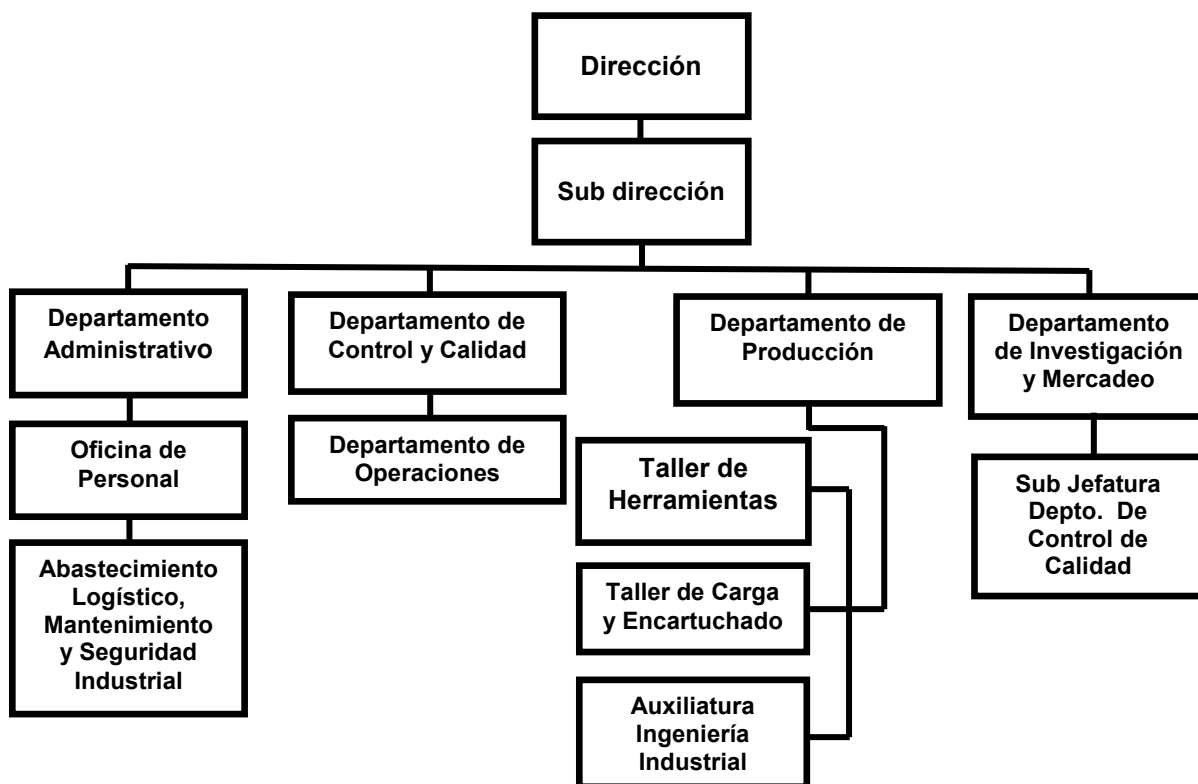 Dirección
Sub dirección
Departamento
Administrativo
Departamento de
Control y Calidad
Departamento de
Producción
Departamento
de Investigación
y Mercadeo
Oficina de
Personal
Departamento de
Operaciones
Taller de
Herramientas
Sub Jefatura
Depto. De
Control de
Calidad
Abastecimiento
Logístico,
Mantenimiento
y Seguridad
Industrial
Taller de Carga
y Encartuchado
Auxiliatura
Ingeniería
Industrial